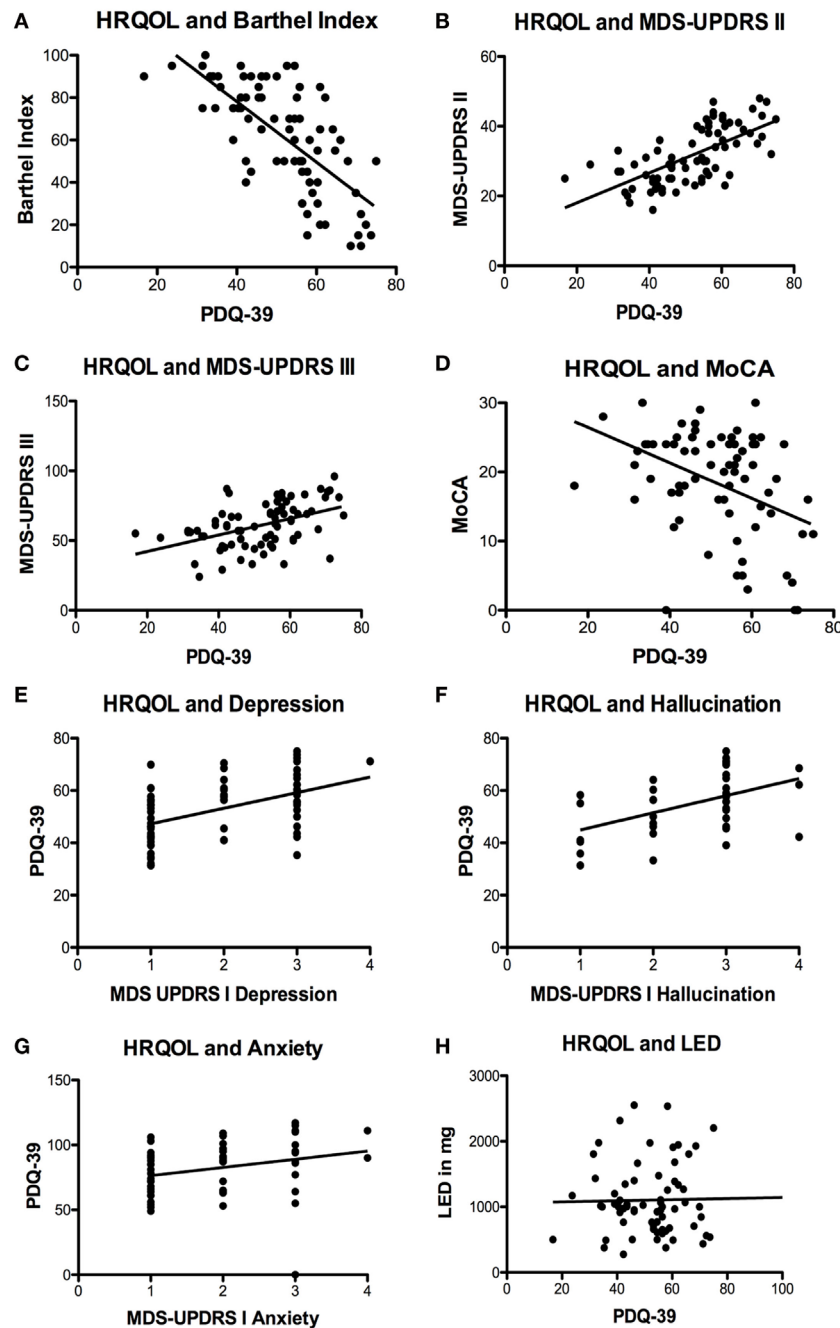 A
HRQOL and Barthel Index
Barthel Index
100
80
60
40
20
0
0 20 40 60 80
PDQ-39
B
HRQOL and MDS-UPDRS II
MDS-UPDRS II
60
40
20
0
0 20 40 60 80
PDQ-39
C
HRQOL and MDS-UPDRS III
MDS-UPDRS III
150
100
50
0
0 20 40 60 80
PDQ-39
D
HRQOL and MoCA
MoCA
30
20
10
0
0 20 40 60 80
PDQ-39
E
HRQOL and Depression
PDQ-39
80
60
40
20
0
0 1 2 3 4
MDS UPDRS I Depression
F
HRQOL and Hallucination
PDQ-39
80
60
40
20
0
0 1 2 3 4
MDS-UPDRS I Hallucination
G
HRQOL and Anxiety
PDQ-39
150
100
50
0
0 1 2 3 4
MDS-UPDRS I Anxiety
H
HRQOL and LED
LED in mg
3000
2000
1000
0
0 20 40 60 80 100
PDQ-39